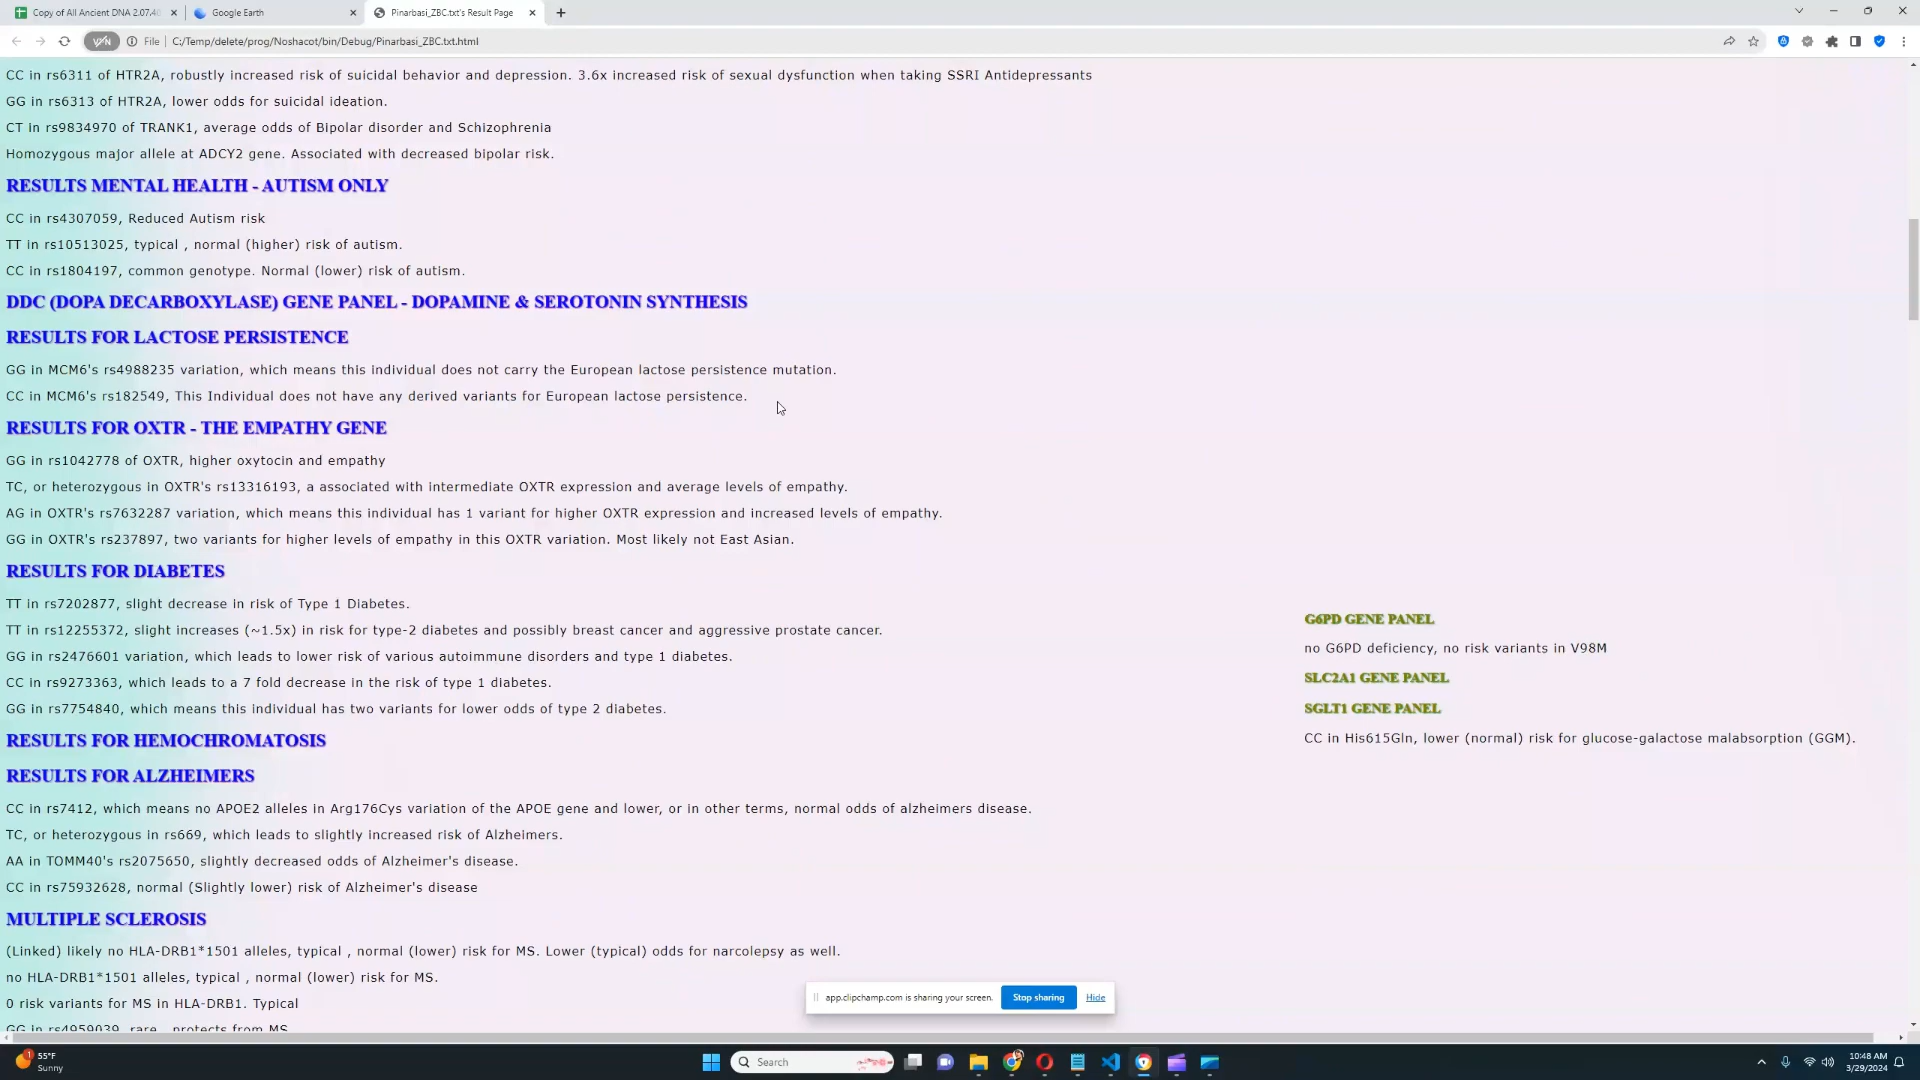 Copy of All Ancient DNA 2.07.46
Google Earth
Pinarbasi_ZBC.txt's Result Page
File
C:/Temp/delete/prog/Noshacot/bin/Debug/Pinarbasi_ZBC.txt.html
CC in rs6311 of HTR2A, robustly increased risk of suicidal behavior and depression. 3.6x increased risk of sexual dysfunction when taking SSRI Antidepressants
GG in rs6313 of HTR2A, lower odds for suicidal ideation.
CT in rs9834970 of TRANK1, average odds of Bipolar disorder and Schizophrenia
Homozygous major allele at ADCY2 gene. Associated with decreased bipolar risk.
RESULTS MENTAL HEALTH - AUTISM ONLY
CC in rs4307059, Reduced Autism risk
TT in rs10513025, typical , normal (higher) risk of autism.
CC in rs1804197, common genotype. Normal (lower) risk of autism.
DDC (DOPA DECARBOXYLASE) GENE PANEL - DOPAMINE & SEROTONIN SYNTHESIS
RESULTS FOR LACTOSE PERSISTENCE
GG in MCM6's rs4988235 variation, which means this individual does not carry the European lactose persistence mutation.
CC in MCM6's rs182549, This Individual does not have any derived variants for European lactose persistence.
RESULTS FOR OXTR - THE EMPATHY GENE
GG in rs1042778 of OXTR, higher oxytocin and empathy
TC, or heterozygous in OXTR's rs13316193, a associated with intermediate OXTR expression and average levels of empathy.
AG in OXTR's rs7632287 variation, which means this individual has 1 variant for higher OXTR expression and increased levels of empathy.
GG in OXTR's rs237897, two variants for higher levels of empathy in this OXTR variation. Most likely not East Asian.
RESULTS FOR DIABETES
TT in rs7202877, slight decrease in risk of Type 1 Diabetes.
TT in rs12255372, slight increases (~1.5x) in risk for type-2 diabetes and possibly breast cancer and aggressive prostate cancer.
GG in rs2476601 variation, which leads to lower risk of various autoimmune disorders and type 1 diabetes.
CC in rs9273363, which leads to a 7 fold decrease in the risk of type 1 diabetes.
GG in rs7754840, which means this individual has two variants for lower odds of type 2 diabetes.
G6PD GENE PANEL
no G6PD deficiency, no risk variants in V98M
SLC2A1 GENE PANEL
SGLT1 GENE PANEL
CC in His615Gln, lower (normal) risk for glucose-galactose malabsorption (GGM).
RESULTS FOR HEMOCHROMATOSIS
RESULTS FOR ALZHEIMERS
CC in rs7412, which means no APOE2 alleles in Arg176Cys variation of the APOE gene and lower, or in other terms, normal odds of alzheimers disease.
TC, or heterozygous in rs669, which leads to slightly increased risk of Alzheimers.
AA in TOMM40's rs2075650, slightly decreased odds of Alzheimer's disease.
CC in rs75932628, normal (Slightly lower) risk of Alzheimer's disease
MULTIPLE SCLEROSIS
(Linked) likely no HLA-DRB1*1501 alleles, typical , normal (lower) risk for MS. Lower (typical) odds for narcolepsy as well.
no HLA-DRB1*1501 alleles, typical , normal (lower) risk for MS.
0 risk variants for MS in HLA-DRB1. Typical
GG in rs4959039, rare , protects from MS
app.clipchamp.com is sharing your screen.
Stop sharing
Hide
1
55°F
Sunny
Search
10:48 AM
3/29/2024